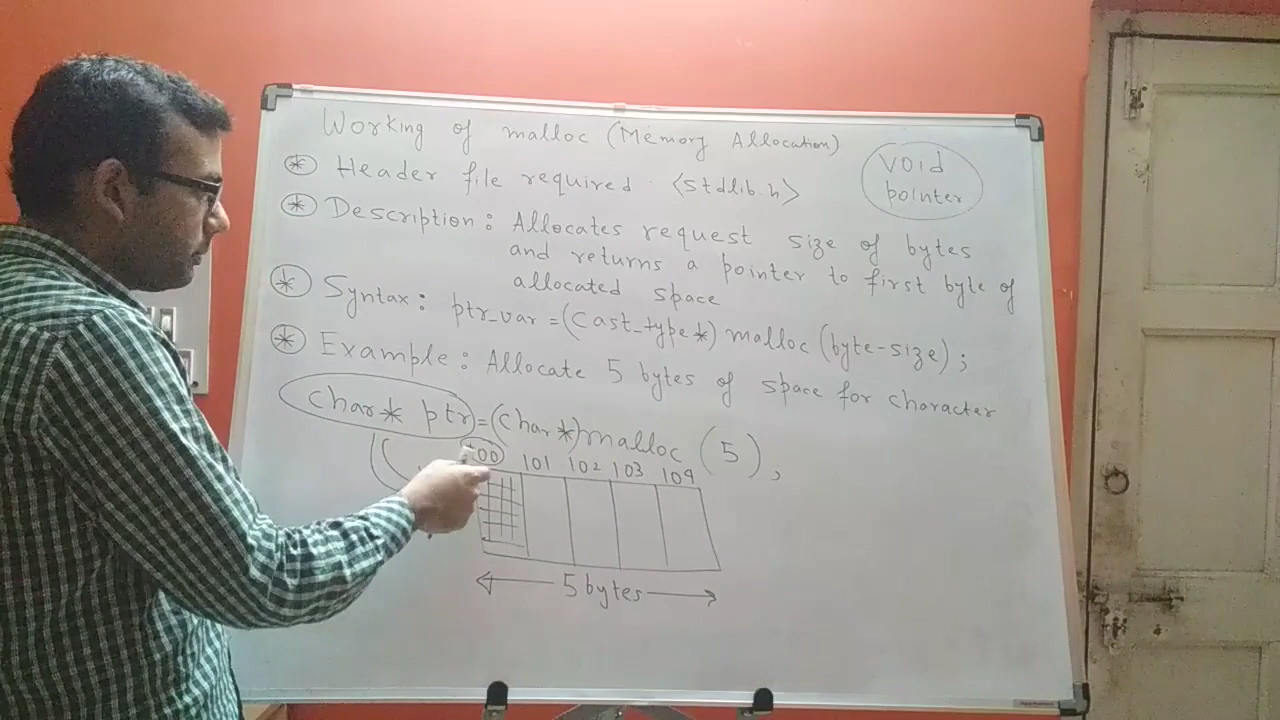 Working of malloc (Memory Allocation)
void
pointer
* Header file required <stdlib.h>
* Description: Allocates request size of bytes
and returns a pointer to first byte of
allocated space
* Syntax: ptr_var=(Cast_type*) malloc (byte-size);
* Example: Allocate 5 bytes of space for character
char* ptr=(char*)malloc (5);
100 101 102 103 104
5 bytes